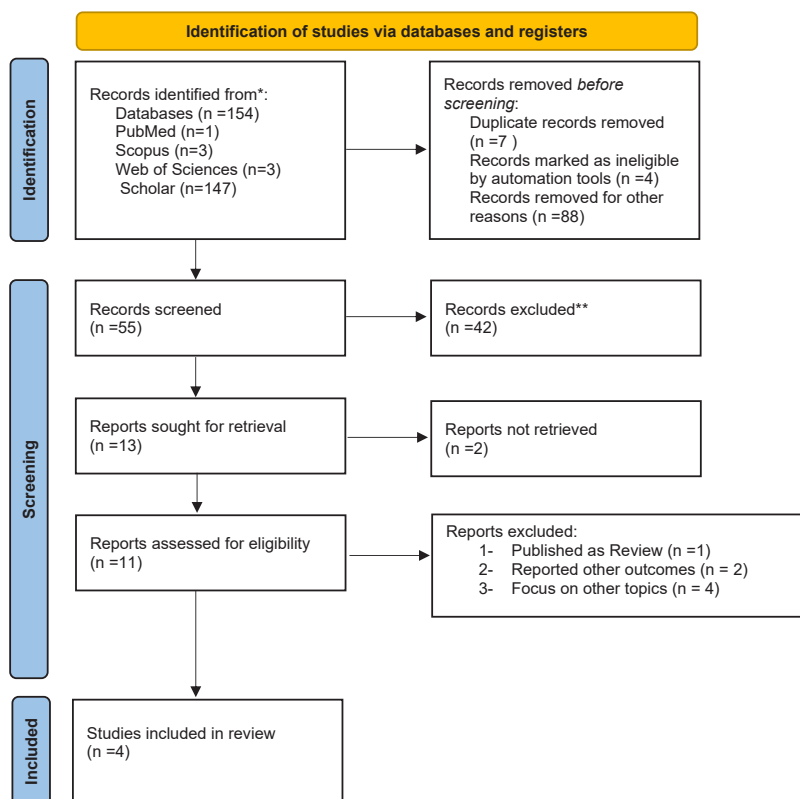 Identification of studies via databases and registers
Identification
Records identified from*:
Databases (n =154)
PubMed (n=1)
Scopus (n=3)
Web of Sciences (n=3)
Scholar (n=147)
Records removed before
screening:
Duplicate records removed
(n =7 )
Records marked as ineligible
by automation tools (n =4)
Records removed for other
reasons (n =88)
Screening
Records screened
(n =55)
Records excluded**
(n =42)
Reports sought for retrieval
(n =13)
Reports not retrieved
(n =2)
Reports assessed for eligibility
(n =11)
Reports excluded:
1- Published as Review (n =1)
2- Reported other outcomes (n = 2)
3- Focus on other topics (n = 4)
Included
Studies included in review
(n =4)